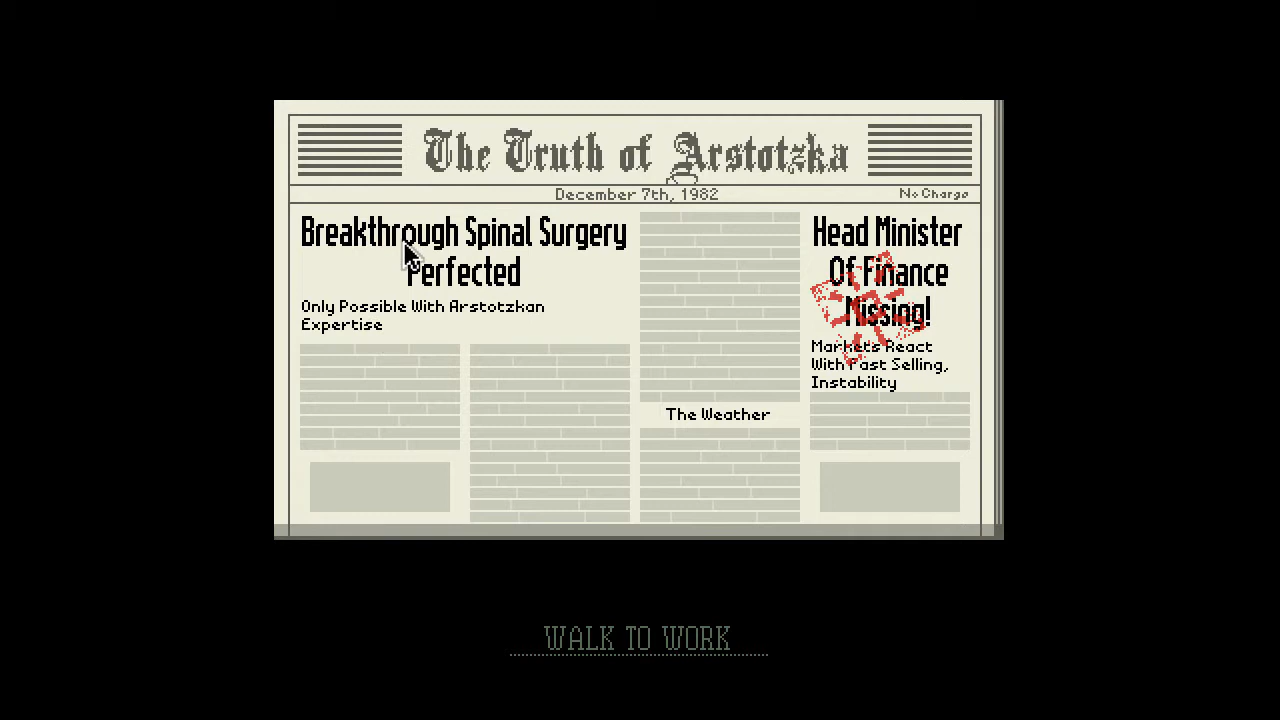 The Truth of Arstotzka
December 7th, 1982
No Charge
Breakthrough Spinal Surgery
Perfected
Only Possible With Arstotzkan
Expertise
The Weather
Head Minister
Of Finance
Missing!
Markets React
With Fast Selling,
Instability
WALK TO WORK